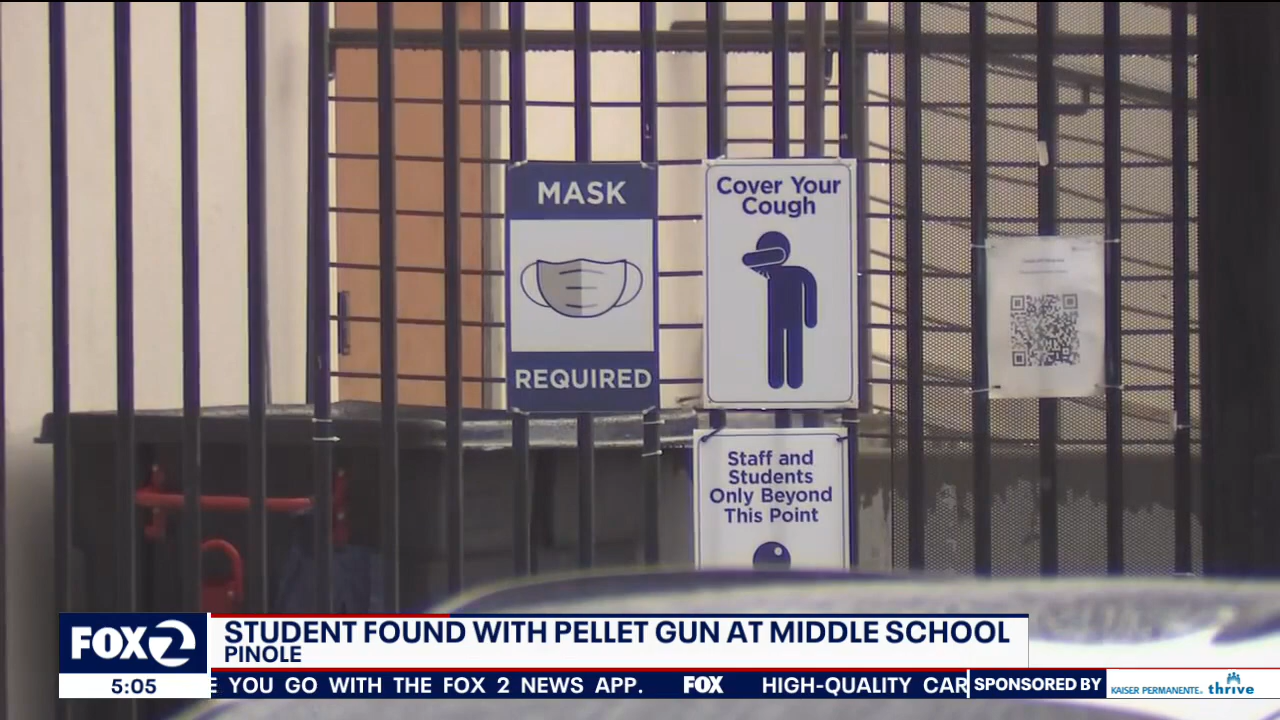 MASK
REQUIRED
Cover Your
Cough
Staff and
Students
Only Beyond
This Point
FOX 2
STUDENT FOUND WITH PELLET GUN AT MIDDLE SCHOOL
PINOLE
5:05
E YOU GO WITH THE FOX 2 NEWS APP. FOX HIGH-QUALITY CAR
SPONSORED BY
KAISER PERMANENTE® thrive